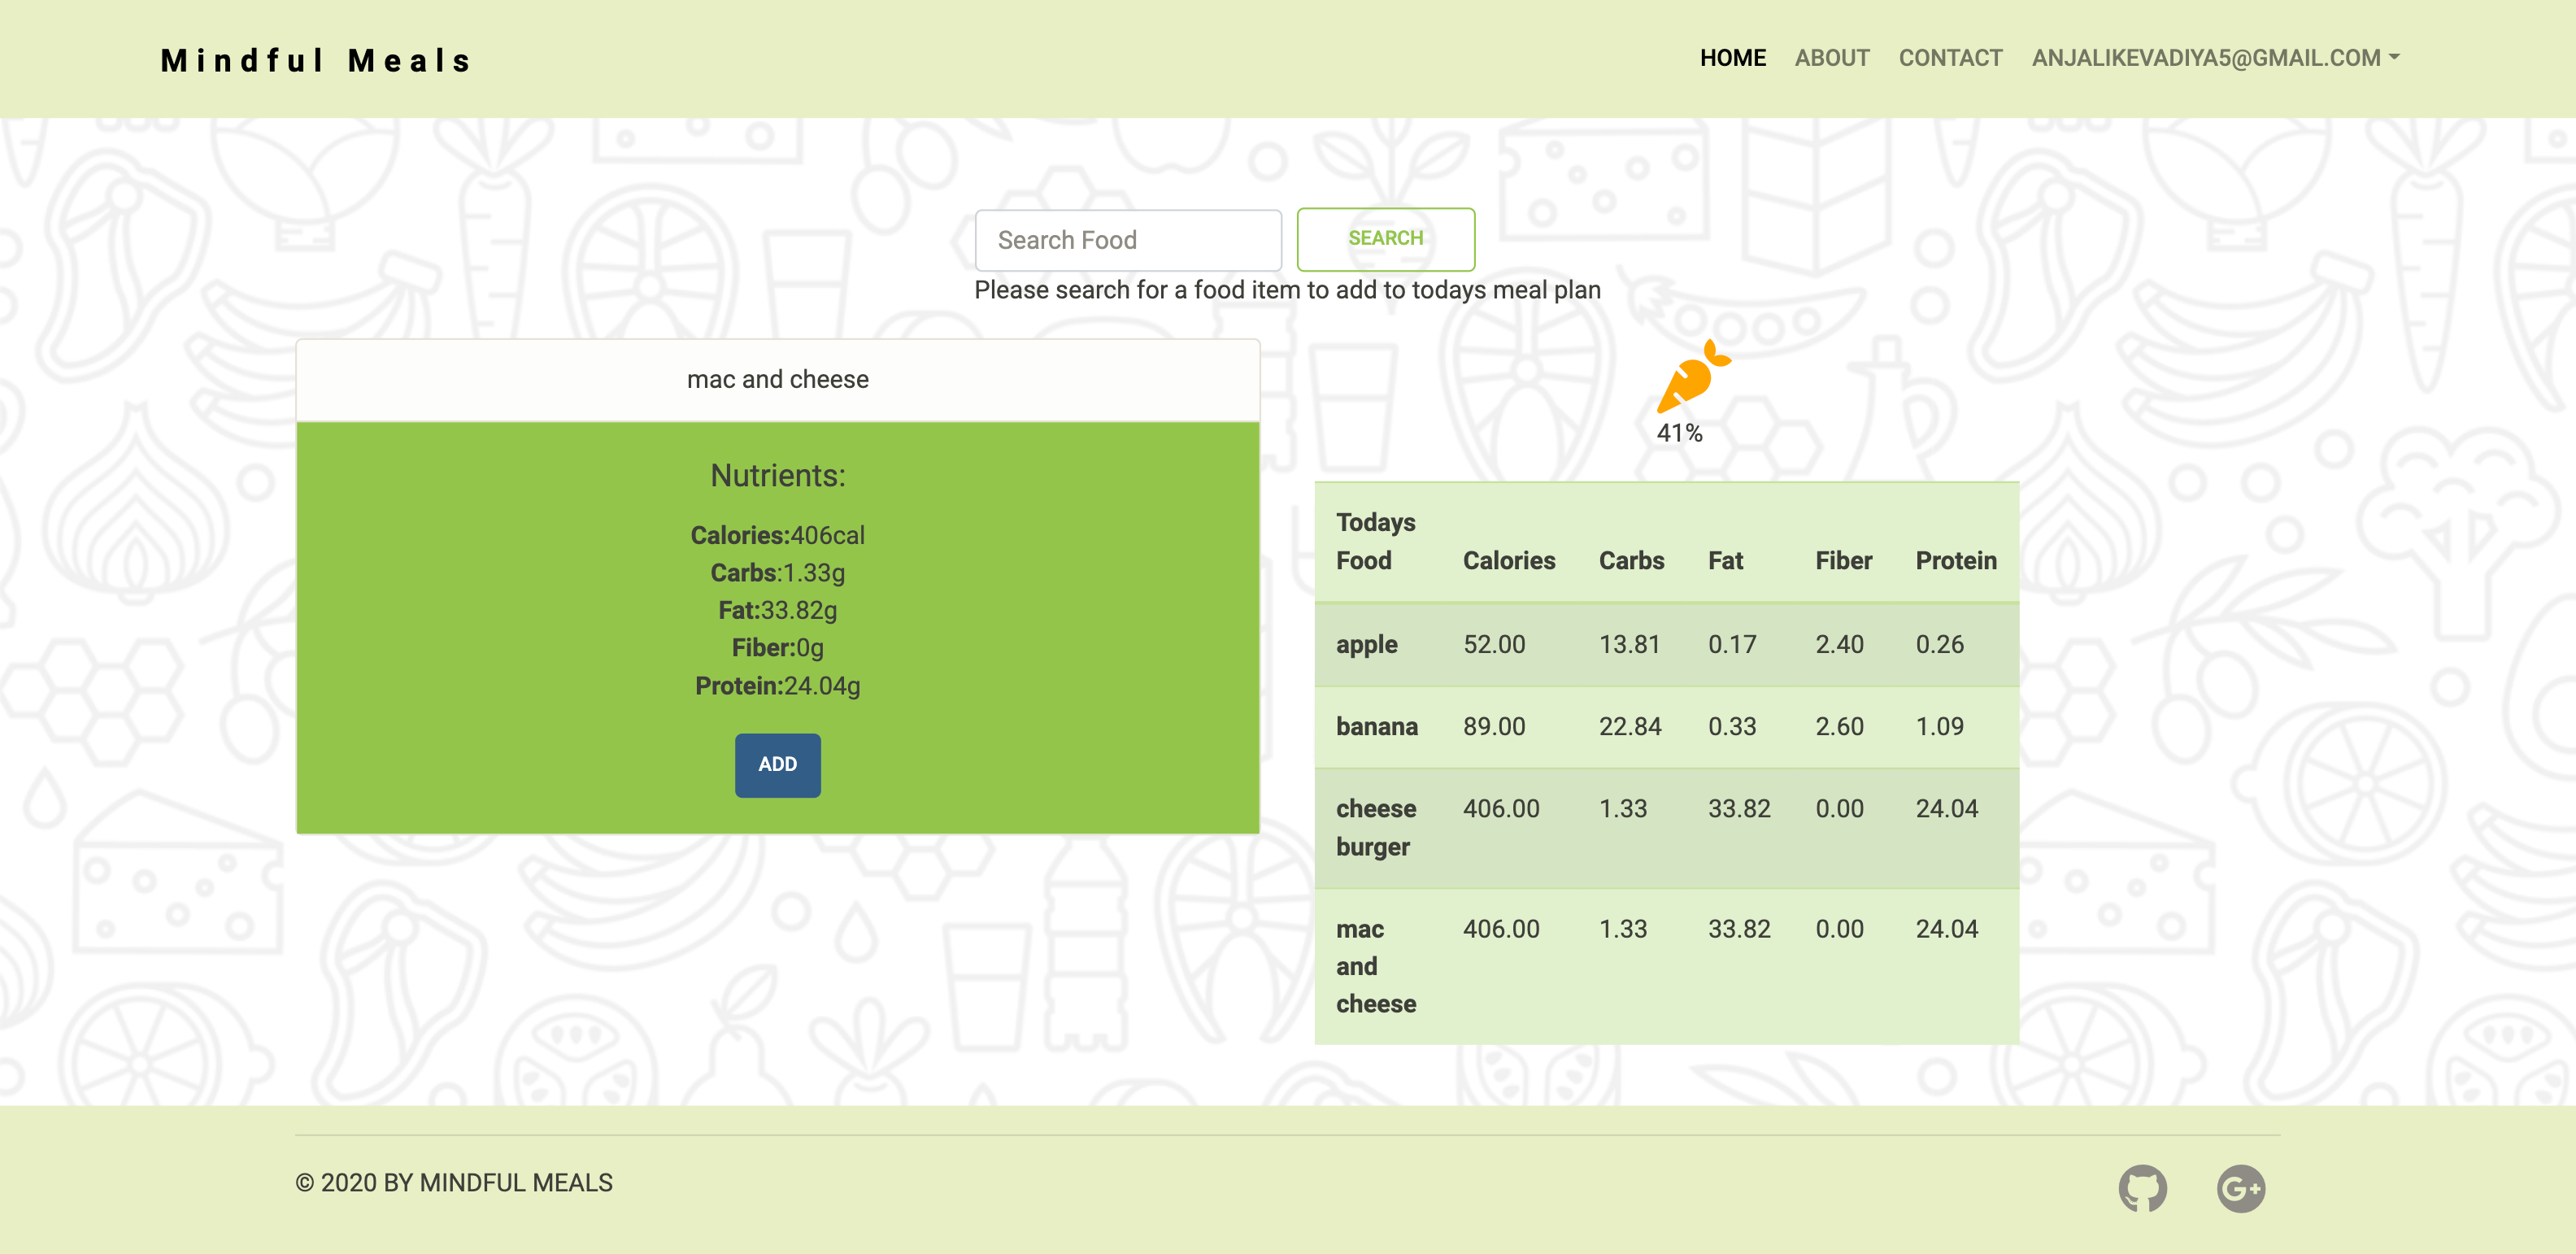 Mindful Meals
HOME ABOUT CONTACT ANJALIKEVADIYA5@GMAIL.COM
Search Food SEARCH
Please search for a food item to add to todays meal plan
mac and cheese
Nutrients:
Calories:406cal
Carbs:1.33g
Fat:33.82g
Fiber:0g
Protein:24.04g
ADD
41%
Todays
Food Calories Carbs Fat Fiber Protein
apple 52.00 13.81 0.17 2.40 0.26
banana 89.00 22.84 0.33 2.60 1.09
cheese 406.00 1.33 33.82 0.00 24.04
burger
mac 406.00 1.33 33.82 0.00 24.04
and
cheese
© 2020 BY MINDFUL MEALS
G+